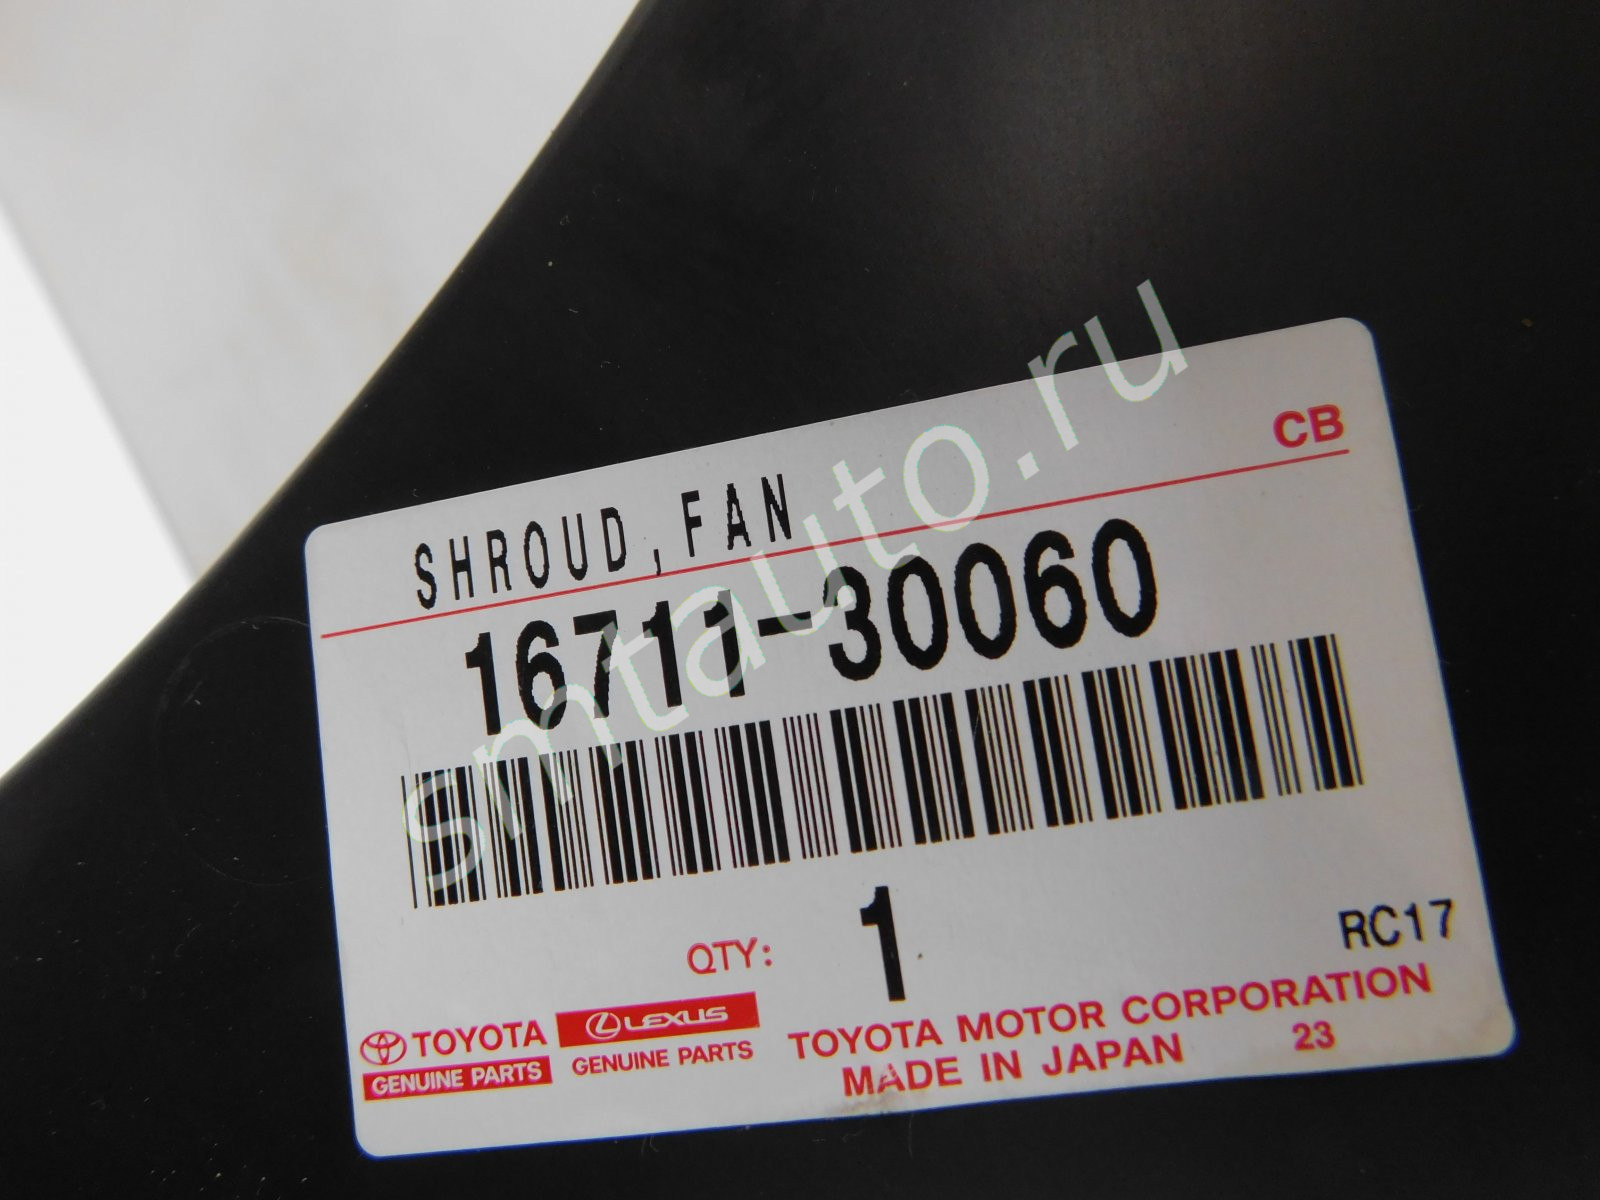 CB
SHROUD,FAN
16711-30060
QTY: 1
RC17
TOYOTA
GENUINE PARTS
LEXUS
GENUINE PARTS
TOYOTA MOTOR CORPORATION
MADE IN JAPAN 23
smtauto.ru